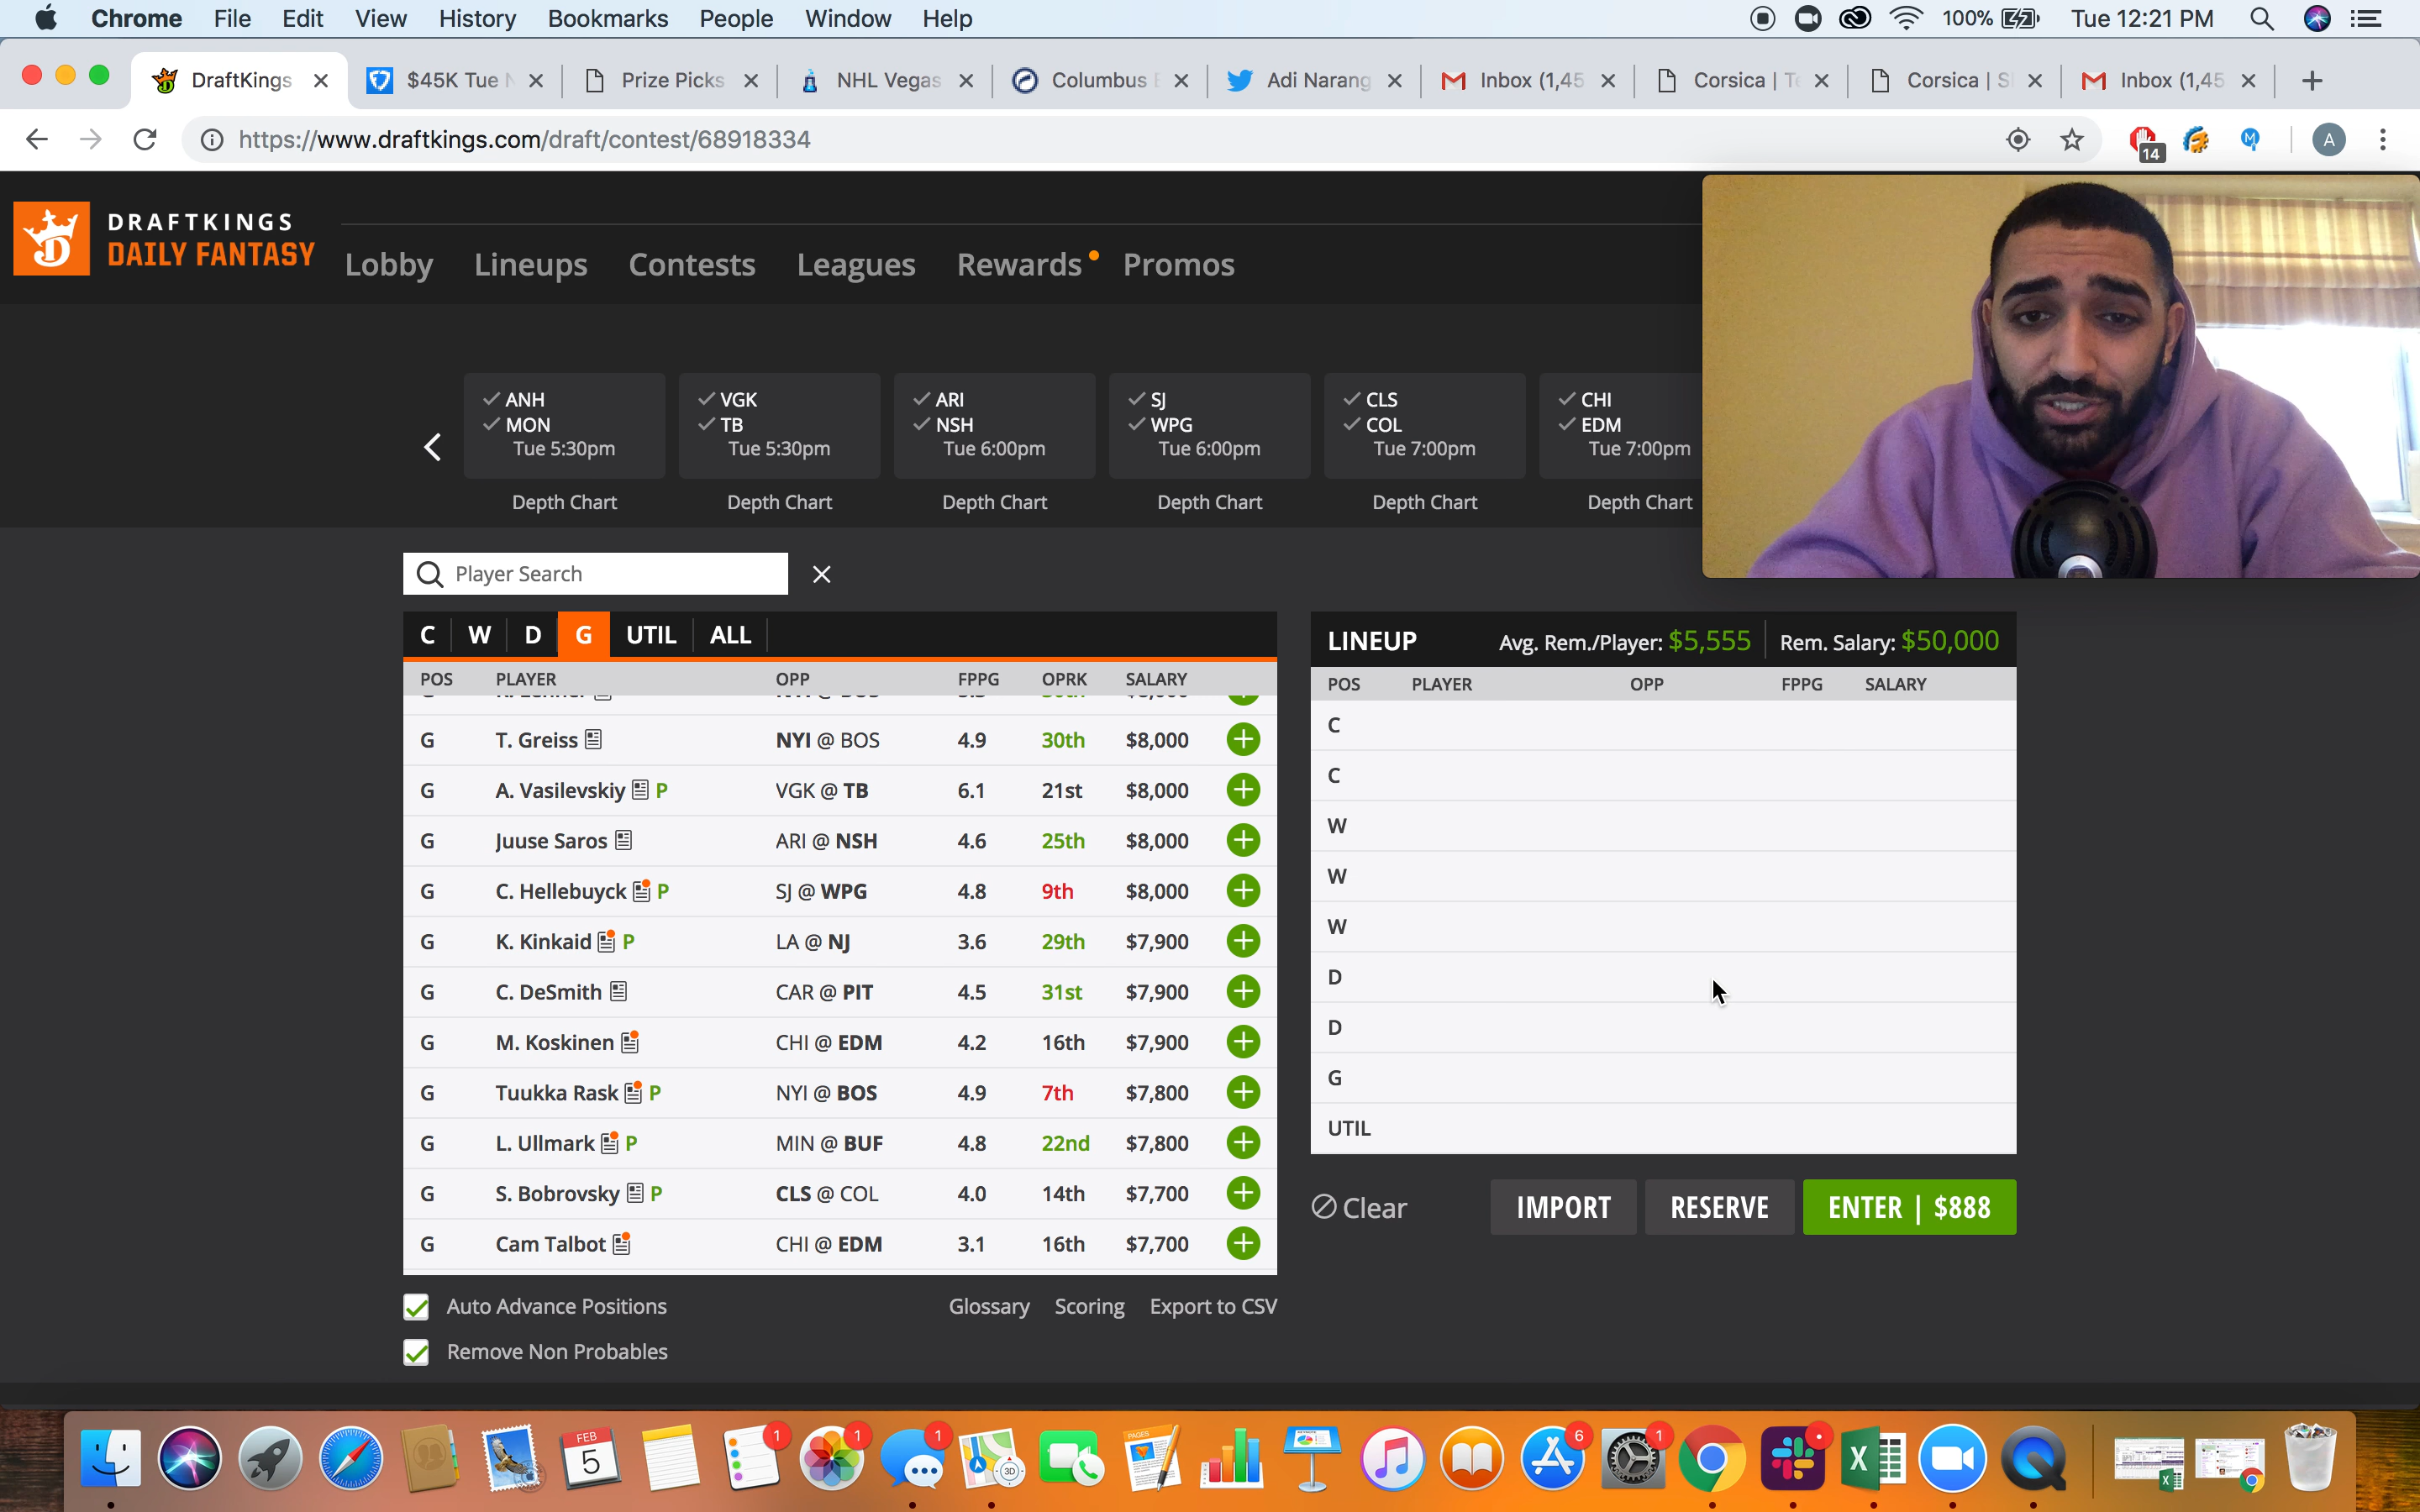 Chrome File Edit View History Bookmarks People Window Help 100% Tue 12:21 PM
DraftKings $45K Tue Prize Picks NHL Vegas Columbus Adi Narang Inbox (1,45 Corsica | Corsica | Inbox (1,45
https://www.draftkings.com/draft/contest/68918334
14
A
DRAFTKINGS
DAILY FANTASY
Lobby Lineups Contests Leagues Rewards Promos
ANH VGK ARI SJ CLS CHI
MON TB NSH WPG COL EDM
Tue 5:30pm Tue 5:30pm Tue 6:00pm Tue 6:00pm Tue 7:00pm Tue 7:00pm
Depth Chart Depth Chart Depth Chart Depth Chart Depth Chart Depth Chart
Player Search
C W D G UTIL ALL
POS PLAYER OPP FPPG OPRK SALARY
G T. Greiss NYI @ BOS 4.9 30th $8,000
G A. Vasilevskiy P VGK @ TB 6.1 21st $8,000
G Juuse Saros ARI @ NSH 4.6 25th $8,000
G C. Hellebuyck P SJ @ WPG 4.8 9th $8,000
G K. Kinkaid P LA @ NJ 3.6 29th $7,900
G C. DeSmith CAR @ PIT 4.5 31st $7,900
G M. Koskinen CHI @ EDM 4.2 16th $7,900
G Tuukka Rask P NYI @ BOS 4.9 7th $7,800
G L. Ullmark P MIN @ BUF 4.8 22nd $7,800
G S. Bobrovsky P CLS @ COL 4.0 14th $7,700
G Cam Talbot CHI @ EDM 3.1 16th $7,700
Auto Advance Positions Glossary Scoring Export to CSV
Remove Non Probables
LINEUP Avg. Rem./Player: $5,555 Rem. Salary: $50,000
POS PLAYER OPP FPPG SALARY
C
C
W
W
W
D
D
G
UTIL
Clear IMPORT RESERVE ENTER | $888
FEB
5
1
1
1
PAGES
3D
6
1